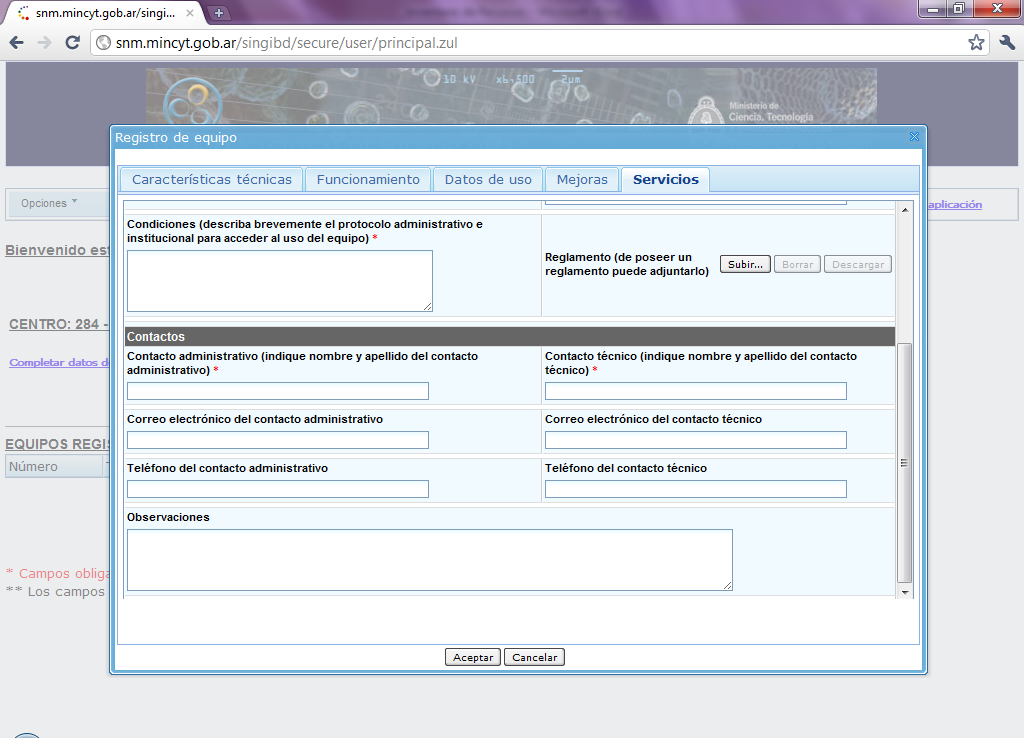 snm.mincyt.gob.ar/singi...
snm.mincyt.gob.ar/singibd/secure/user/principal.zul
10 kV x6,500 2µm
Ministerio de
Ciencia, Tecnología
Registro de equipo
Características técnicas Funcionamiento Datos de uso Mejoras Servicios
Opciones
aplicación
Condiciones (describa brevemente el protocolo administrativo e
institucional para acceder al uso del equipo) *
Reglamento (de poseer un
reglamento puede adjuntarlo)
Subir... Borrar Descargar
Bienvenido est
CENTRO: 284 -
Completar datos de
Contactos
Contacto administrativo (indique nombre y apellido del contacto
administrativo) *
Contacto técnico (indique nombre y apellido del contacto
técnico) *
Correo electrónico del contacto administrativo
Correo electrónico del contacto técnico
EQUIPOS REGIS
Número
Teléfono del contacto administrativo
Teléfono del contacto técnico
Observaciones
* Campos obliga
** Los campos
Aceptar Cancelar